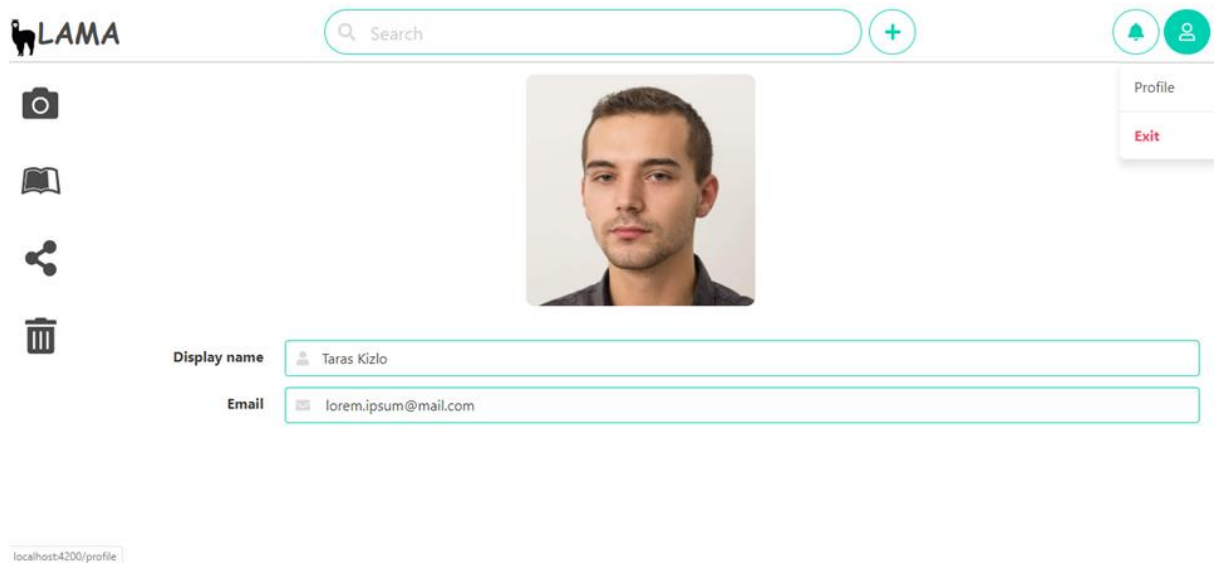 LAMA
Search
Profile
Exit
Display name
Taras Kizlo
Email
lorem.ipsum@mail.com
localhost:4200/profile